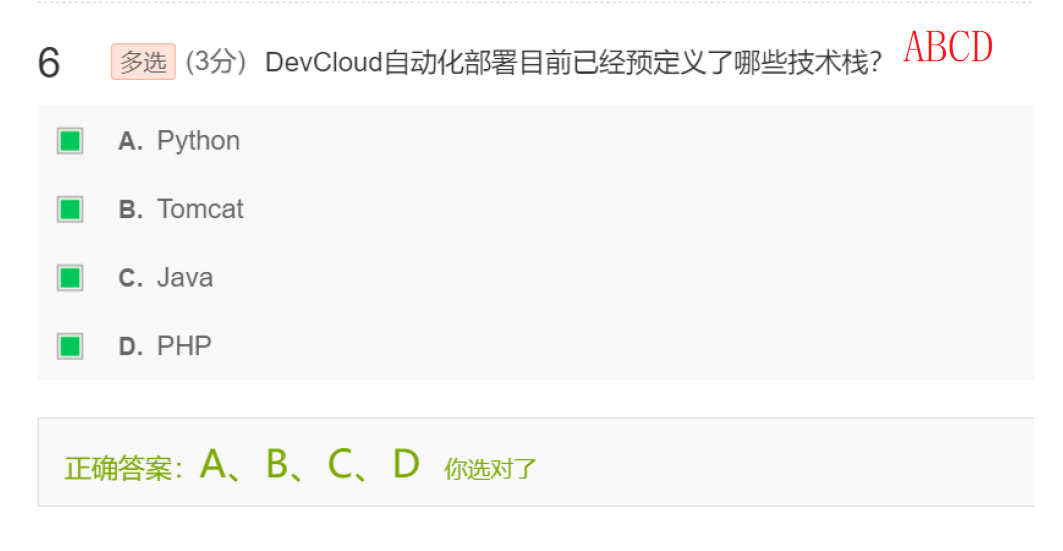 6 多选 (3分) DevCloud自动化部署目前已经预定义了哪些技术栈? ABCD
A. Python
B. Tomcat
C. Java
D. PHP
正确答案：A、B、C、D 你选对了